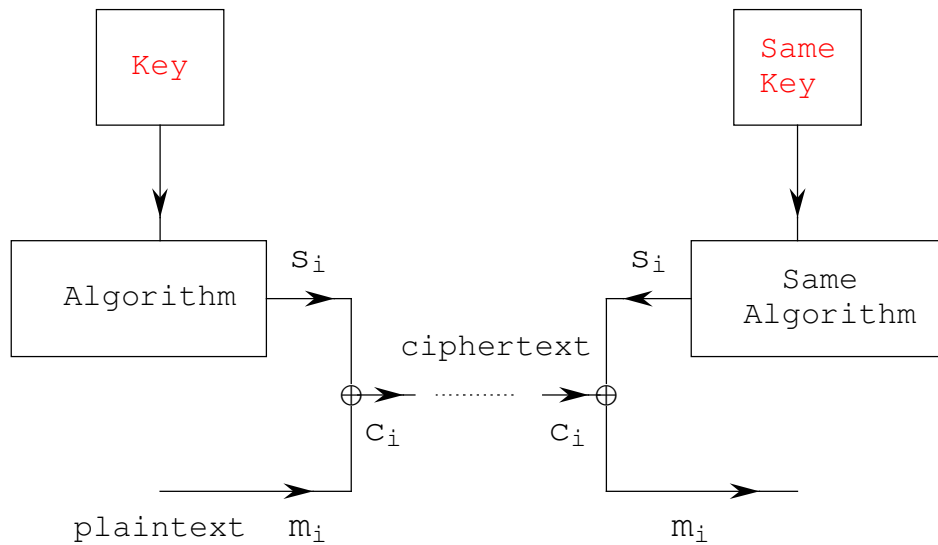 Key
Same
Key
s_i
s_i
Algorithm
Same
Algorithm
ciphertext
c_i
c_i
plaintext m_i
m_i